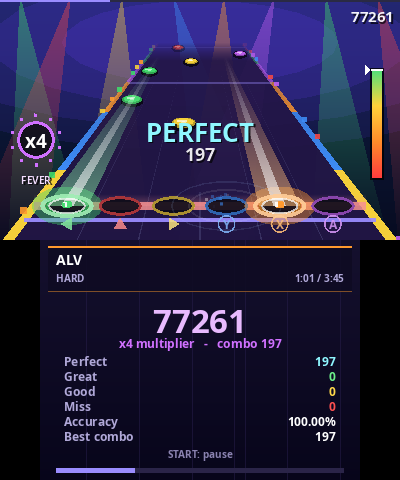 77261
x4
PERFECT
197
FEVER
Y X A
ALV
HARD 1:01 / 3:45
77261
x4 multiplier - combo 197
Perfect 197
Great 0
Good 0
Miss 0
Accuracy 100.00%
Best combo 197
START: pause